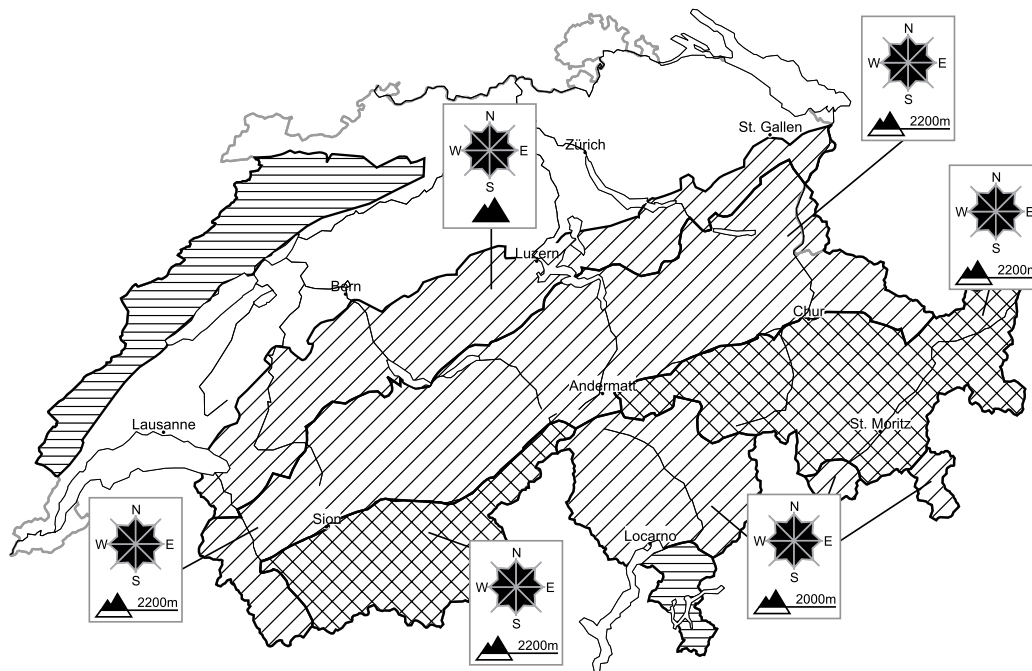 N
W E
S
2200m
St. Gallen
N
W E
S
Zürich
N
W E
S
2200m
Luzern
Bern
Chur
Andermatt
Lausanne
St. Moritz
N
W E
S
2200m
Sion
N
W E
S
2000m
Locarno
N
W E
S
2200m